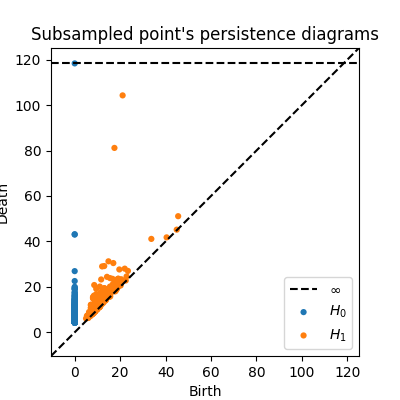 Subsampled point's persistence diagrams
120
100
80
60
40
20
0
Death
0 20 40 60 80 100 120
Birth
∞
H₀
H₁